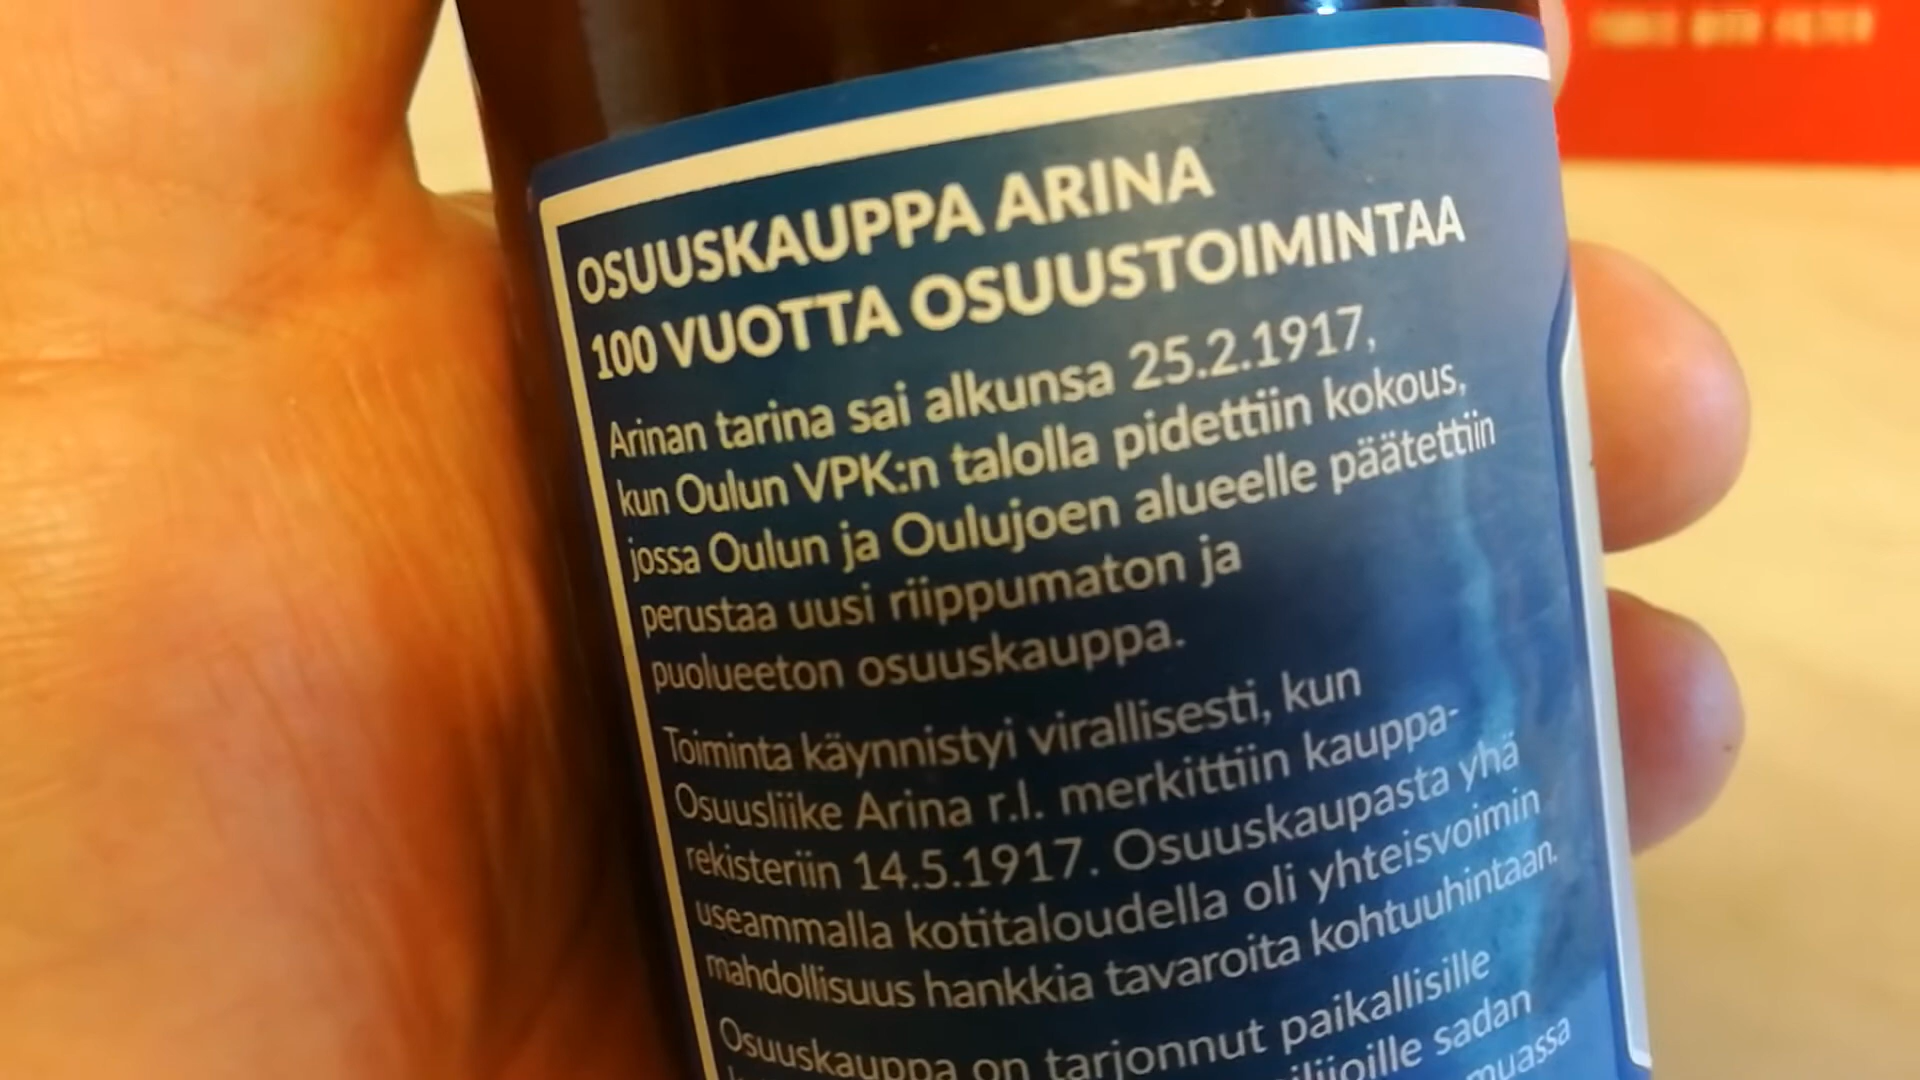 OSUUSKAUPPA ARINA
100 VUOTTA OSUUSTOIMINTAA
Arinan tarina sai alkunsa 25.2.1917,
kun Oulun VPK:n talolla pidettiin kokous,
jossa Oulun ja Oulujoen alueelle päätettiin
perustaa uusi riippumaton ja
puolueeton osuuskauppa.
Toiminta käynnistyi virallisesti, kun
Osuusliike Arina r.l. merkittiin kauppa-
rekisteriin 14.5.1917. Osuuskaupasta yhä
useammalla kotitaloudella oli yhteisvoimin
mahdollisuus hankkia tavaroita kohtuuhintaan.
Osuuskauppa on tarjonnut paikallisille
sadan
muassa